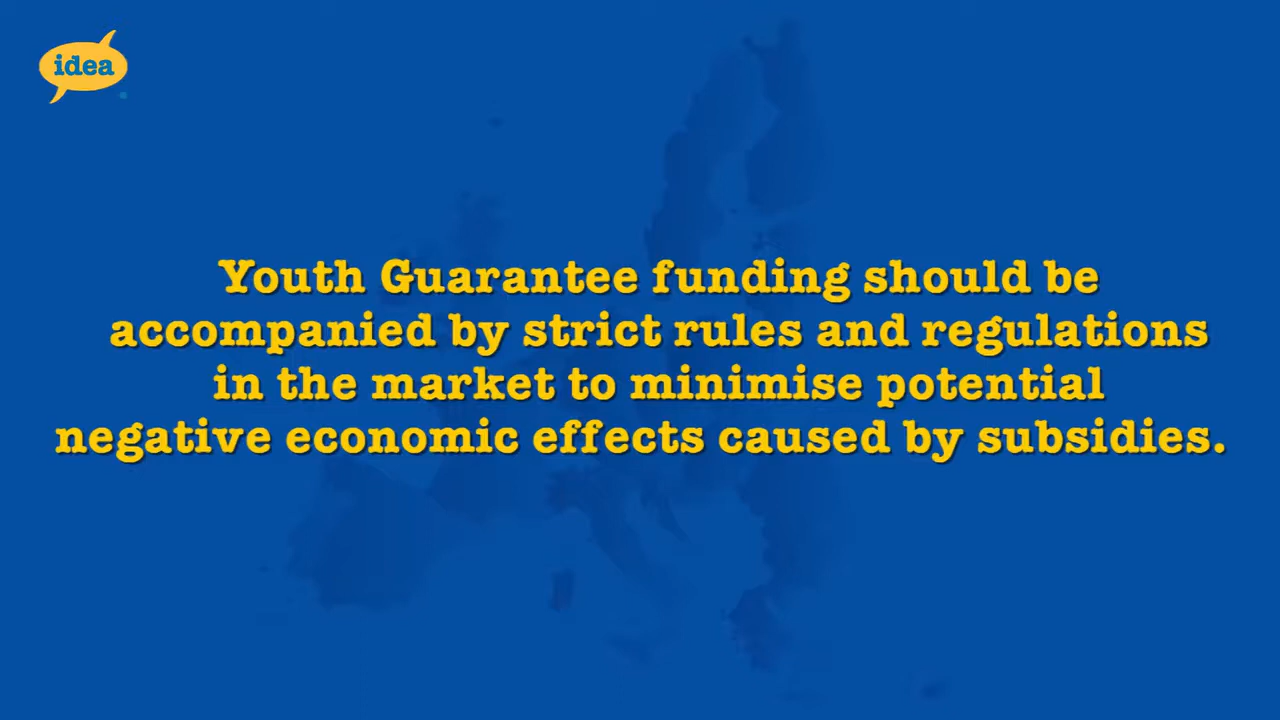 idea
Youth Guarantee funding should be
accompanied by strict rules and regulations
in the market to minimise potential
negative economic effects caused by subsidies.